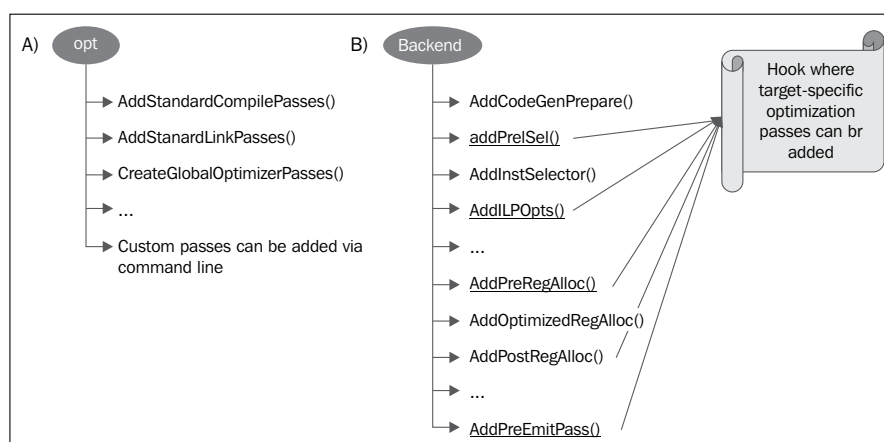 A)
opt
AddStandardCompilePasses()
AddStanardLinkPasses()
CreateGlobalOptimizerPasses()
...
Custom passes can be added via
command line
B)
Backend
AddCodeGenPrepare()
addPreISel()
AddInstSelector()
AddILPOpts()
...
AddPreRegAlloc()
AddOptimizedRegAlloc()
AddPostRegAlloc()
...
AddPreEmitPass()
Hook where
target-specific
optimization
passes can br
added